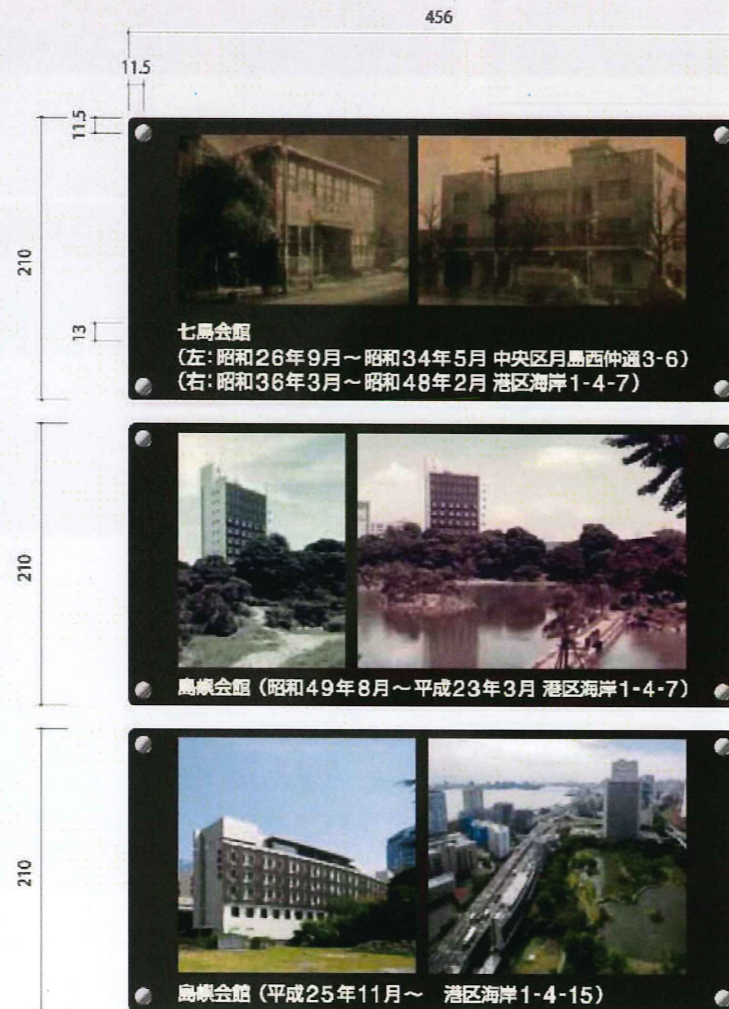 456
11.5
11.5
210
13
七島会館
(左:昭和26年9月～昭和34年5月 中央区月島西仲通3-6)
(右:昭和36年3月～昭和48年2月 港区海岸1-4-7)
210
島嶼会館 (昭和49年8月～平成23年3月 港区海岸1-4-7)
210
島嶼会館 (平成25年11月～ 港区海岸1-4-15)